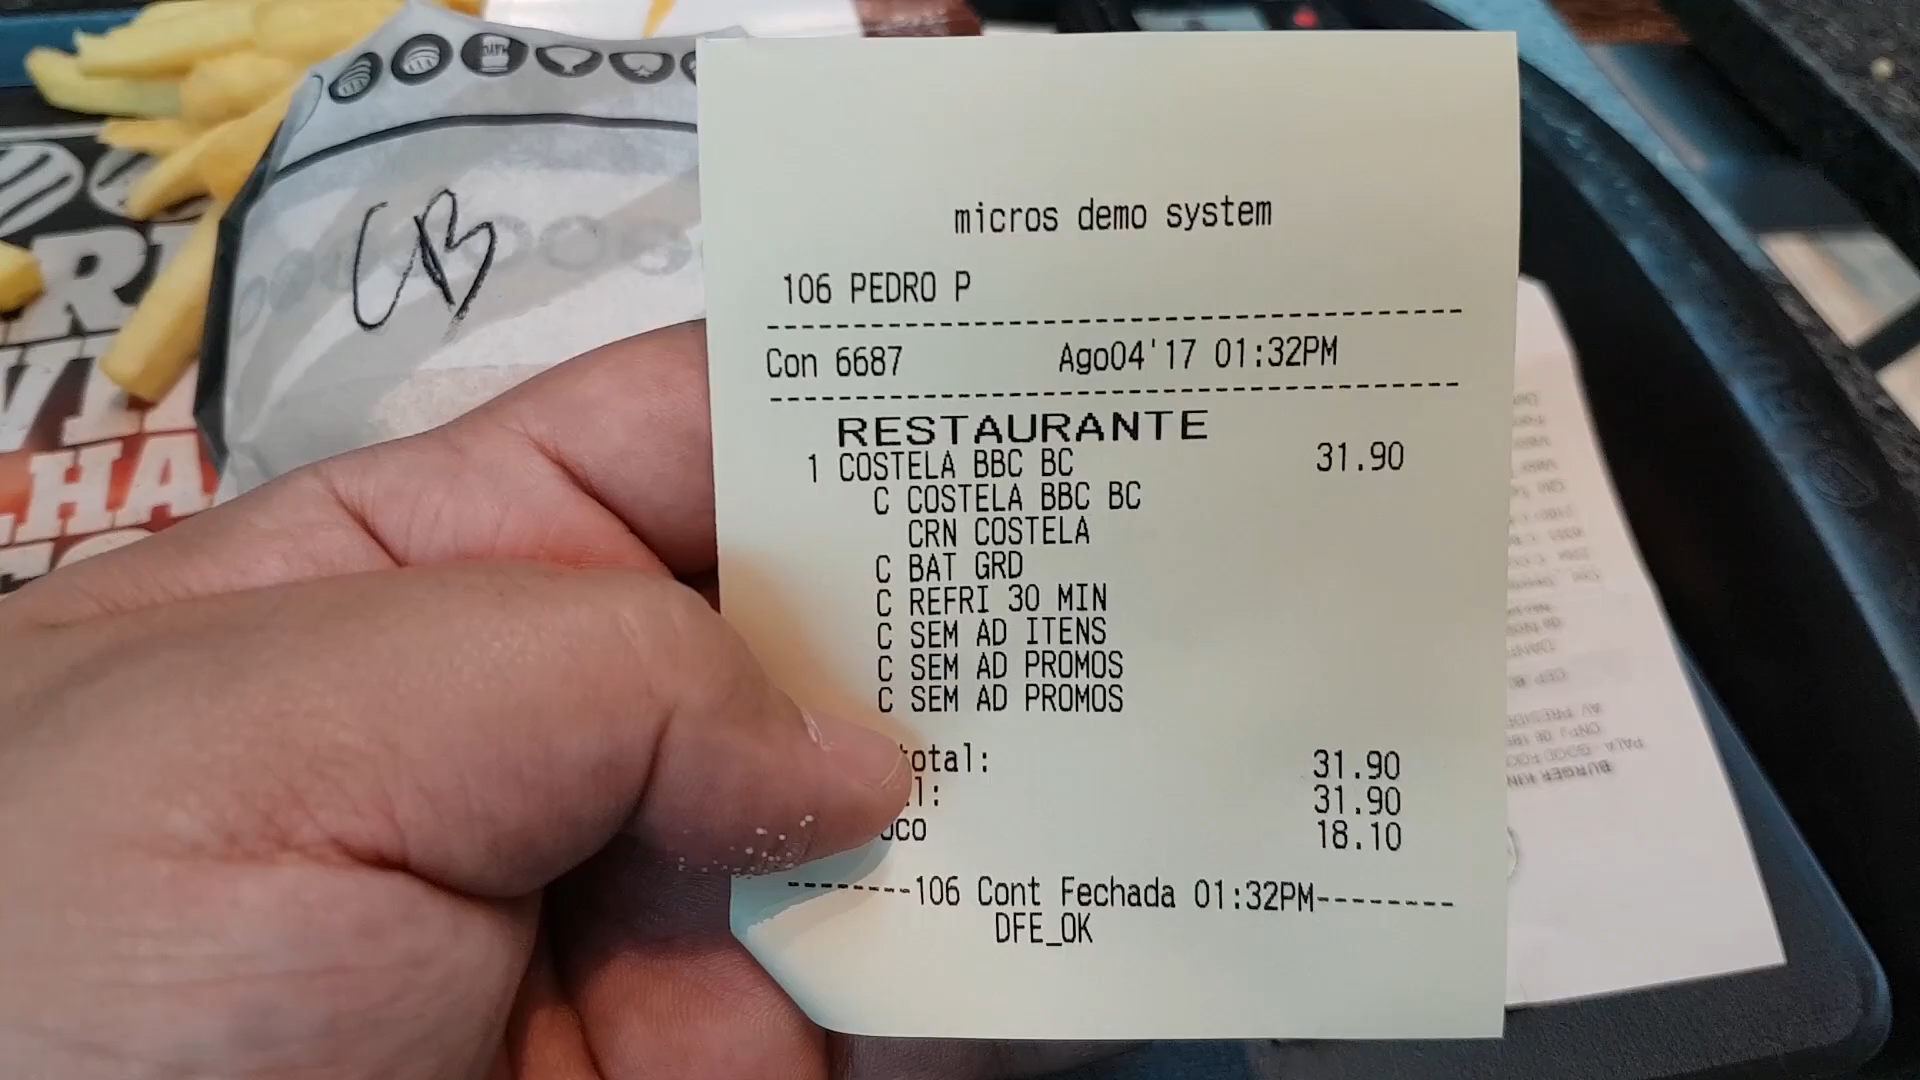 micros demo system
106 PEDRO P
Con 6687 Ago04'17 01:32PM
RESTAURANTE
1 COSTELA BBC BC 31.90
C COSTELA BBC BC
CRN COSTELA
C BAT GRD
C REFRI 30 MIN
C SEM AD ITENS
C SEM AD PROMOS
C SEM AD PROMOS
total: 31.90
l: 31.90
oco 18.10
--------106 Cont Fechada 01:32PM--------
DFE_OK
CB